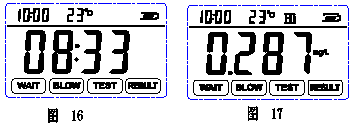 10:00 23℃
08:33
WAIT BLOW TEST RESULT
图 16
10:00 23℃
0.287 mg/L
WAIT BLOW TEST RESULT
图 17